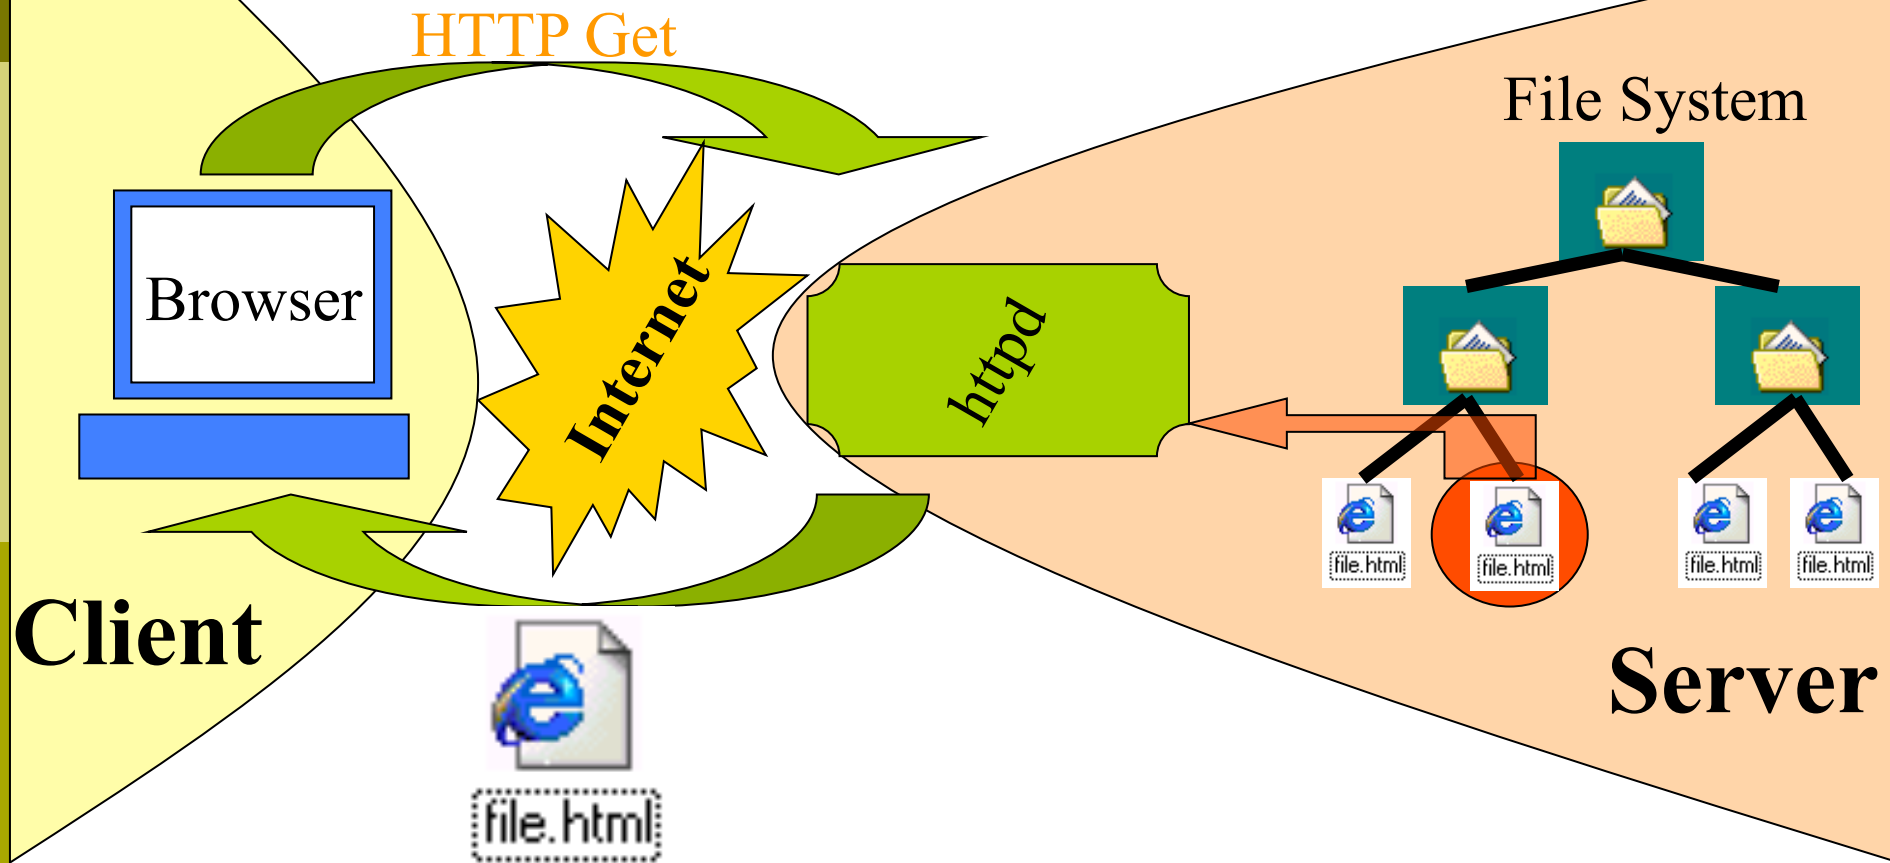 HTTP Get
File System
Browser
Internet
httpd
file.html
file.html
file.html
file.html
Client
Server
file.html